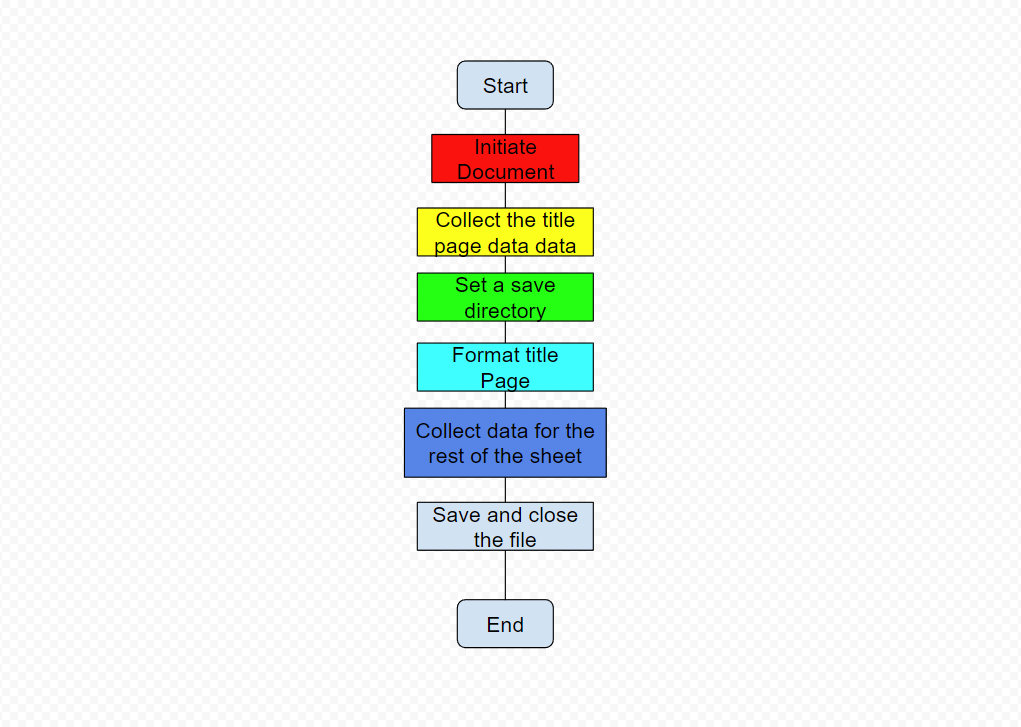 Start
Initiate
Document
Collect the title
page data data
Set a save
directory
Format title
Page
Collect data for the
rest of the sheet
Save and close
the file
End